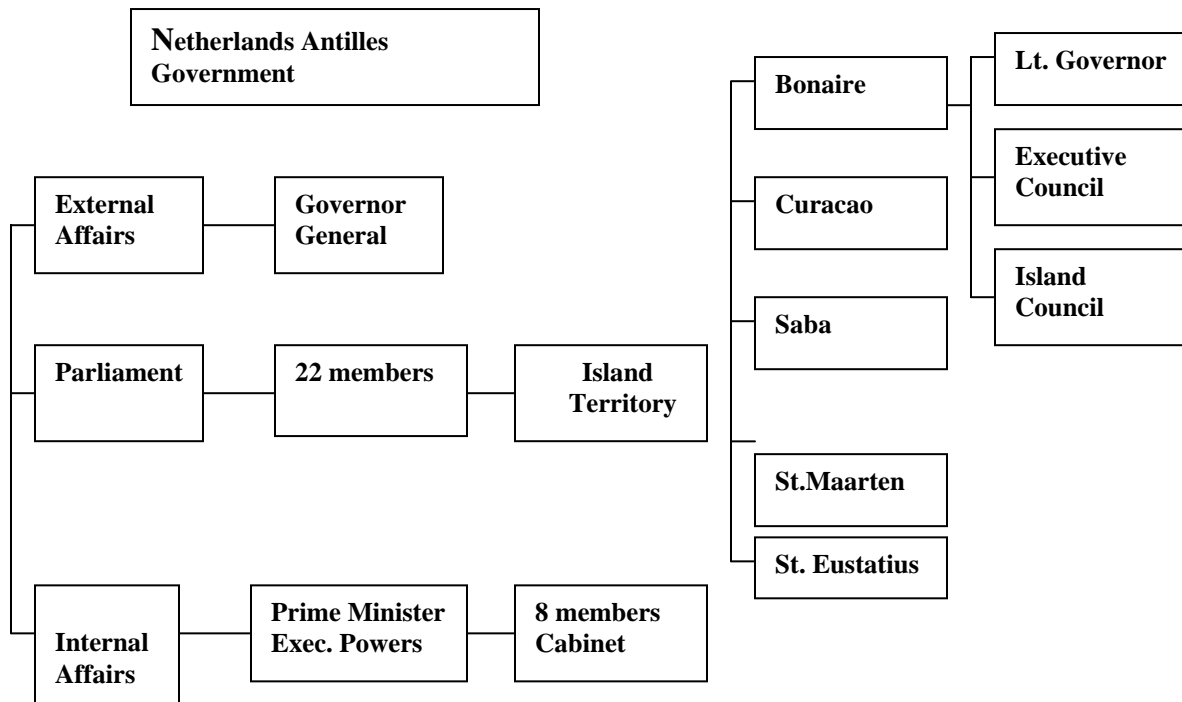 Netherlands Antilles
Government
External
Affairs
Governor
General
Parliament
22 members
Island
Territory
Internal
Affairs
Prime Minister
Exec. Powers
8 members
Cabinet
Bonaire
Curacao
Saba
St.Maarten
St. Eustatius
Lt. Governor
Executive
Council
Island
Council